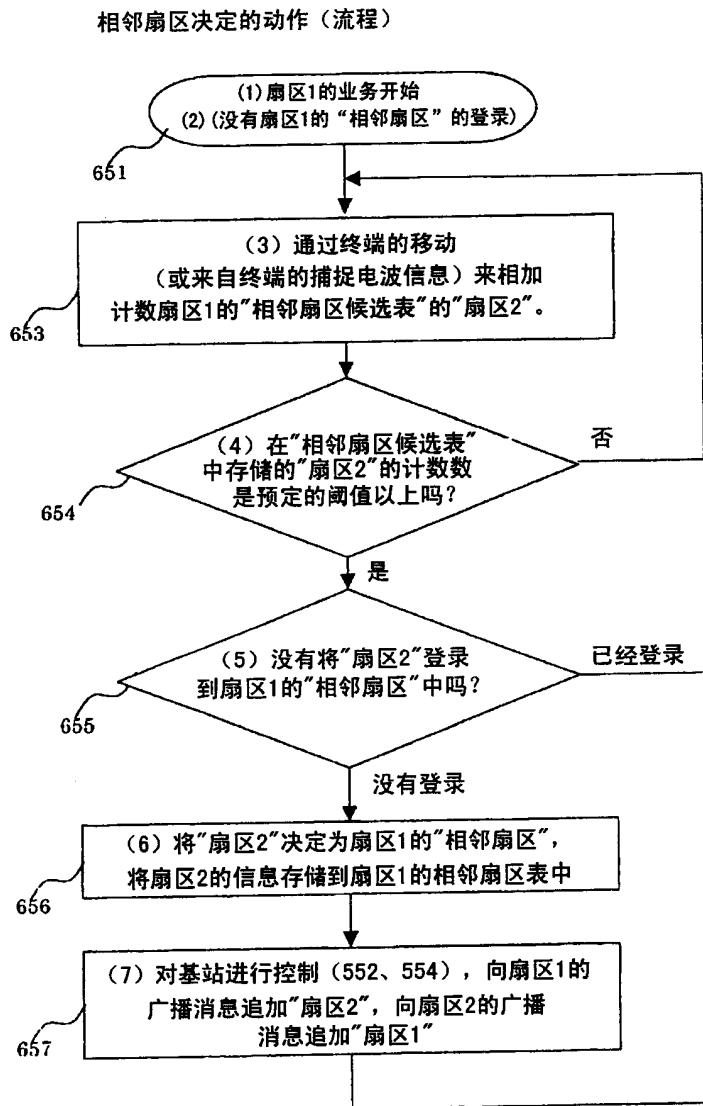 相邻扇区决定的动作（流程）
(1)扇区1的业务开始
(2)(没有扇区1的“相邻扇区”的登录)
651
（3）通过终端的移动
（或来自终端的捕捉电波信息）来相加
计数扇区1的"相邻扇区候选表"的"扇区2"。
653
（4）在"相邻扇区候选表"
中存储的"扇区2"的计数数
是预定的阈值以上吗？
否
654
是
（5）没有将"扇区2"登录
到扇区1的"相邻扇区"中吗？
已经登录
655
没有登录
（6）将"扇区2"决定为扇区1的"相邻扇区"，
将扇区2的信息存储到扇区1的相邻扇区表中
656
（7）对基站进行控制（552、554），向扇区1的
广播消息追加"扇区2"，向扇区2的广播
消息追加"扇区1"
657